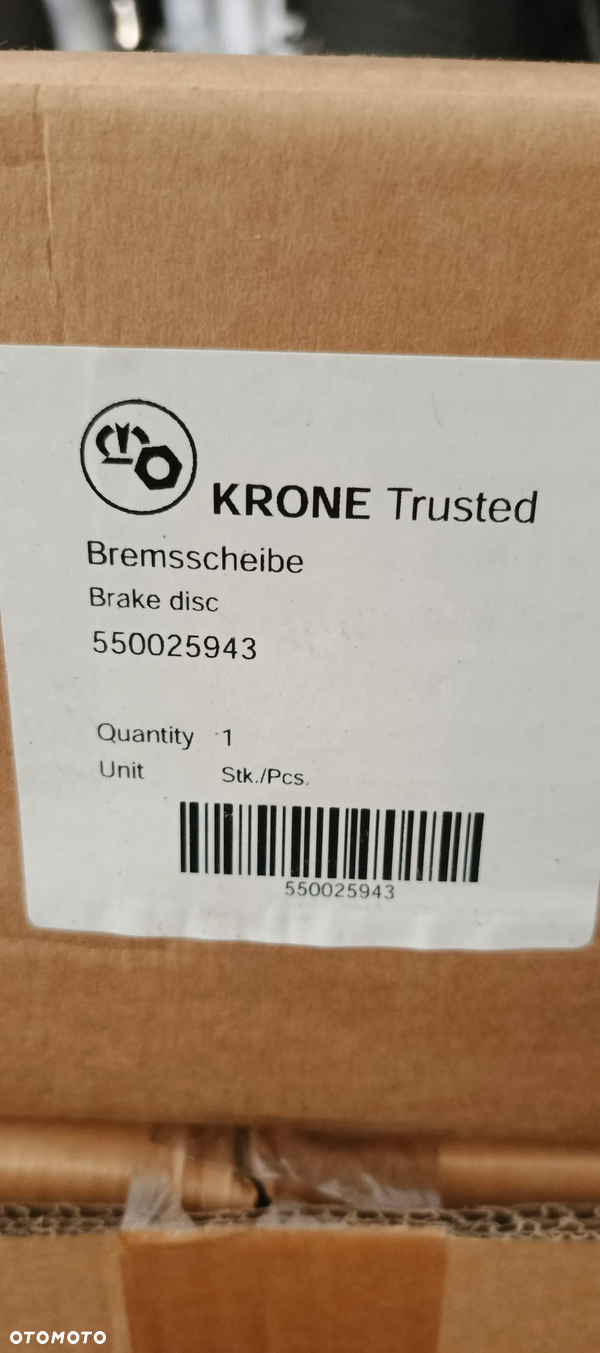 KRONE Trusted
Bremsscheibe
Brake disc
550025943
Quantity 1
Unit Stk./Pcs.
550025943
OTOMOTO